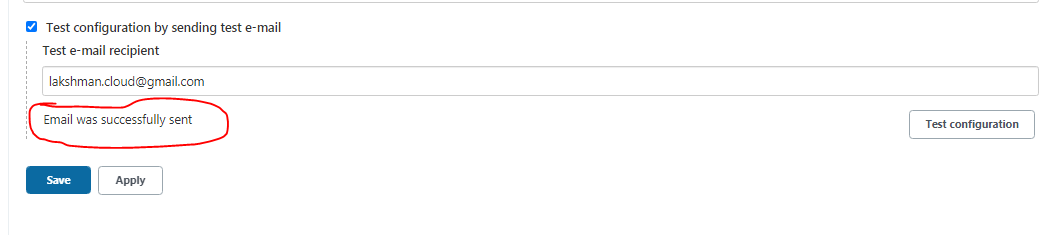 Test configuration by sending test e-mail
Test e-mail recipient
lakshman.cloud@gmail.com
Email was successfully sent
Test configuration
Save
Apply